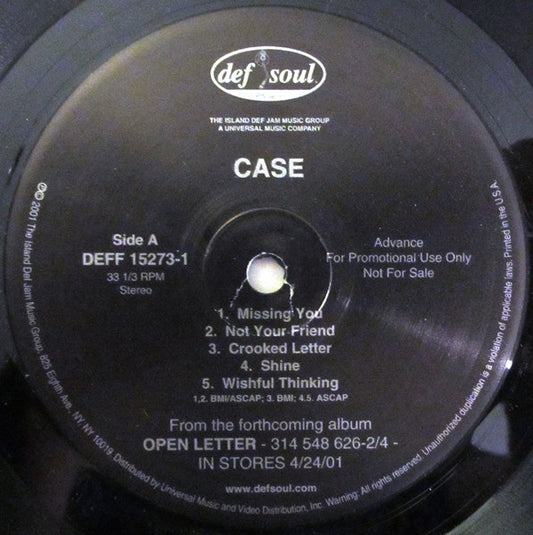 def soul
THE ISLAND DEF JAM MUSIC GROUP
A UNIVERSAL MUSIC COMPANY
CASE
Side A
DEFF 15273-1
33 1/3 RPM
Stereo
Advance
For Promotional Use Only
Not For Sale
1. Missing You
2. Not Your Friend
3. Crooked Letter
4. Shine
5. Wishful Thinking
1,2. BMI/ASCAP; 3. BMI; 4.5. ASCAP
From the forthcoming album
OPEN LETTER - 314 548 626-2/4 -
IN STORES 4/24/01
www.defsoul.com
℗© 2001 The Island Def Jam Music Group, 825 Eighth Ave. NY, NY 10019. Distributed by Universal Music and Video Distribution, Inc. Warning: All rights reserved. Unauthorized duplication is a violation of applicable laws. Printed in the U.S.A.